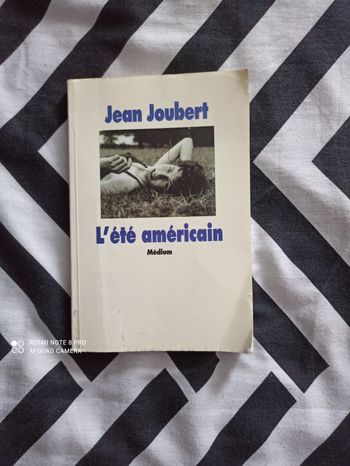 Jean Joubert
L'été américain
Médium
REDMI NOTE 8 PRO
AI QUAD CAMERA